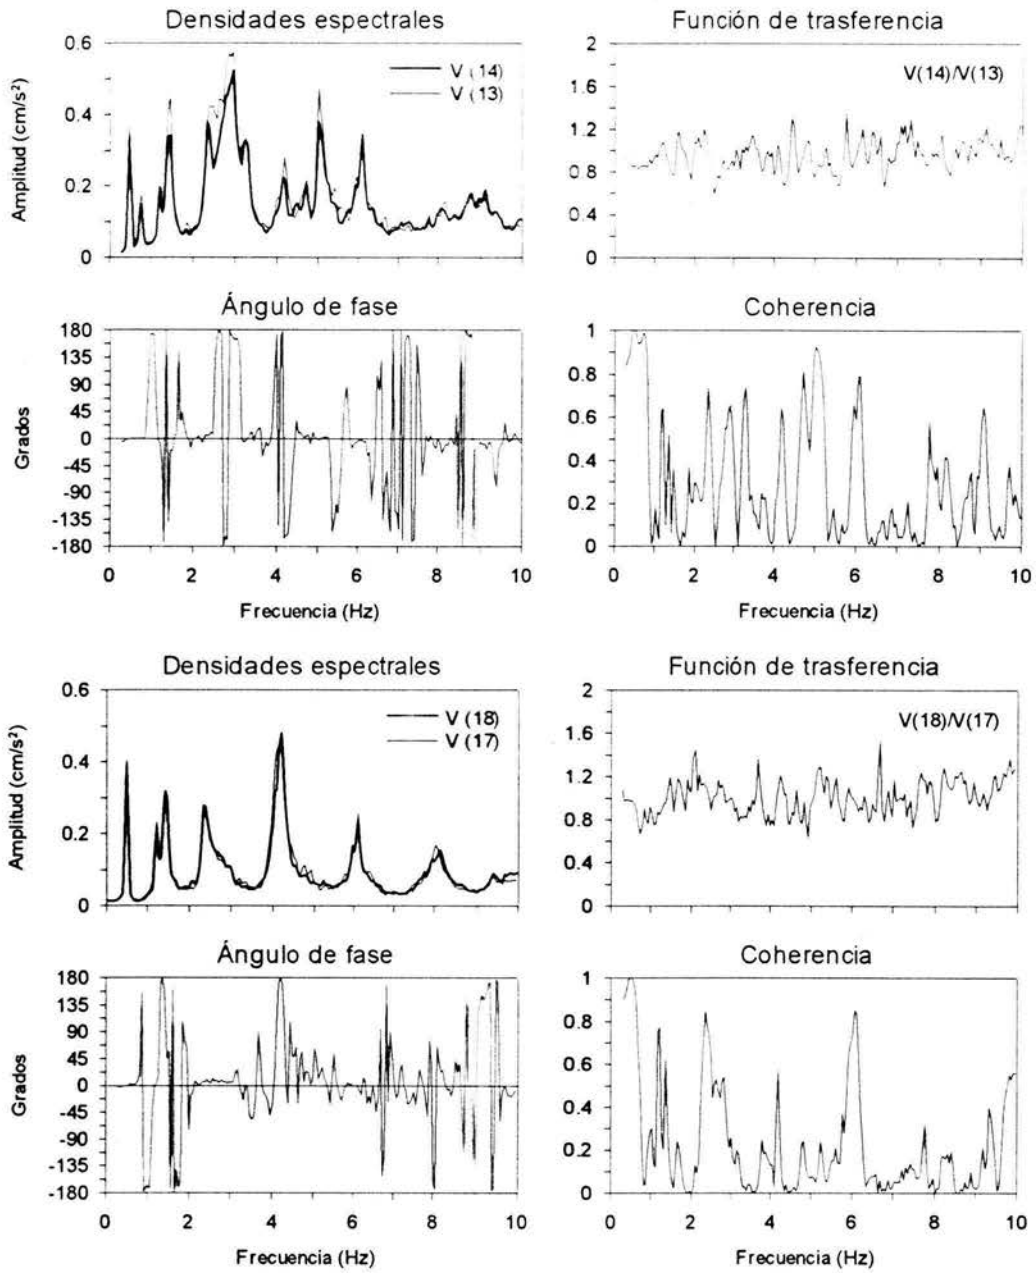 Densidades espectrales
0.6
0.4
0.2
0
Amplitud (cm/s²)
V (14)
V (13)
Función de trasferencia
2
1.6
1.2
0.8
0.4
0
V(14)/V(13)
Ángulo de fase
180
135
90
45
0
-45
-90
-135
-180
Grados
0 2 4 6 8 10
Frecuencia (Hz)
Coherencia
1
0.8
0.6
0.4
0.2
0
0 2 4 6 8 10
Frecuencia (Hz)
Densidades espectrales
0.6
0.4
0.2
0
Amplitud (cm/s²)
V (18)
V (17)
Función de trasferencia
2
1.6
1.2
0.8
0.4
0
V(18)/V(17)
Ángulo de fase
180
135
90
45
0
-45
-90
-135
-180
Grados
0 2 4 6 8 10
Frecuencia (Hz)
Coherencia
1
0.8
0.6
0.4
0.2
0
0 2 4 6 8 10
Frecuencia (Hz)